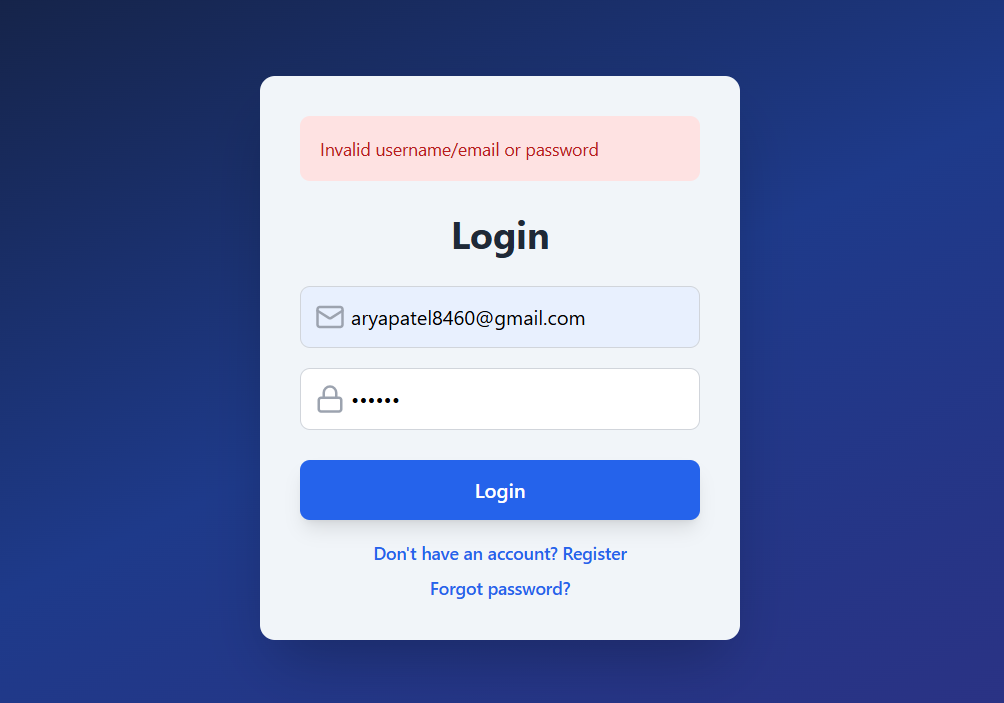 Invalid username/email or password
Login
aryapatel8460@gmail.com
••••••
Login
Don't have an account? Register
Forgot password?